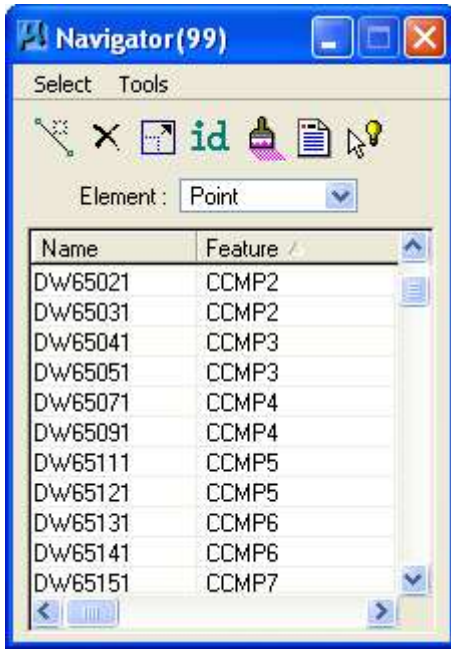 Navigator(99)
Select Tools
id
Element: Point
Name Feature
DW65021 CCMP2
DW65031 CCMP2
DW65041 CCMP3
DW65051 CCMP3
DW65071 CCMP4
DW65091 CCMP4
DW65111 CCMP5
DW65121 CCMP5
DW65131 CCMP6
DW65141 CCMP6
DW65151 CCMP7